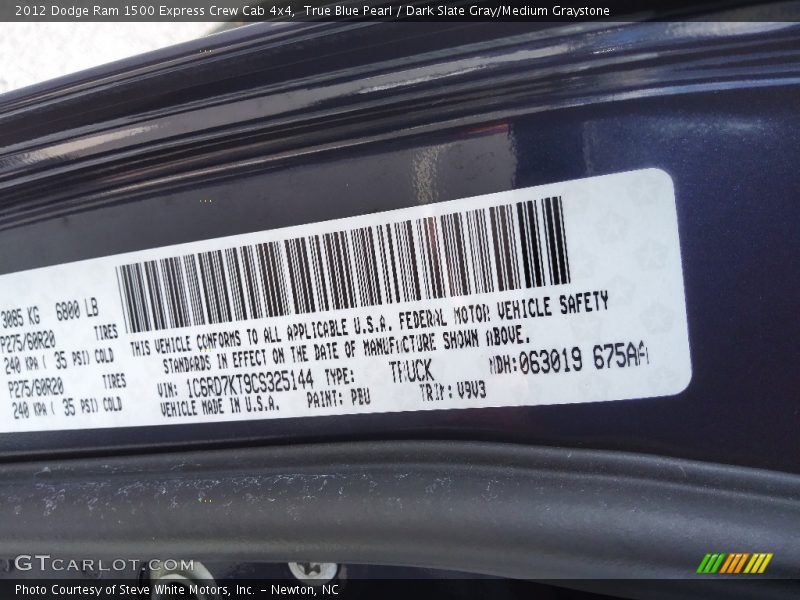 2012 Dodge Ram 1500 Express Crew Cab 4x4,  True Blue Pearl / Dark Slate Gray/Medium Graystone
3085 KG 6800 LB
P275/60R20 TIRES
240 KPA ( 35 PSI) COLD
P275/60R20 TIRES
240 KPA ( 35 PSI) COLD
THIS VEHICLE CONFORMS TO ALL APPLICABLE U.S.A. FEDERAL MOTOR VEHICLE SAFETY
STANDARDS IN EFFECT ON THE DATE OF MANUFACTURE SHOWN ABOVE.
VIN: 1C6RD7KT9CS325144 TYPE: TRUCK MDH:063019 675AA
VEHICLE MADE IN U.S.A. PAINT: PBU TRIM: V9V3
GTCARLOT.COM
Photo Courtesy of Steve White Motors, Inc. – Newton, NC